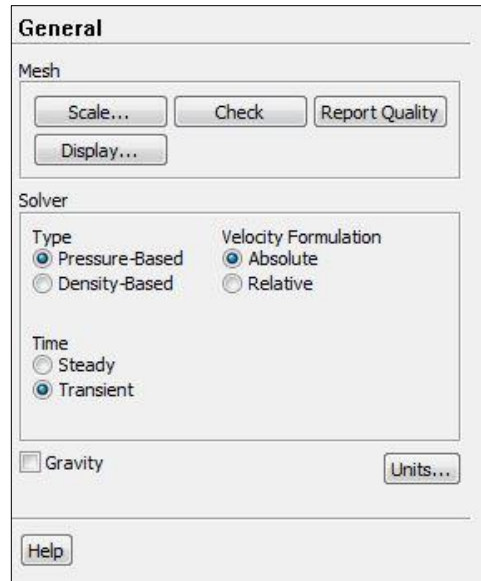 General
Mesh
Scale... Check Report Quality
Display...
Solver
Type Velocity Formulation
Pressure-Based Absolute
Density-Based Relative
Time
Steady
Transient
Gravity Units...
Help